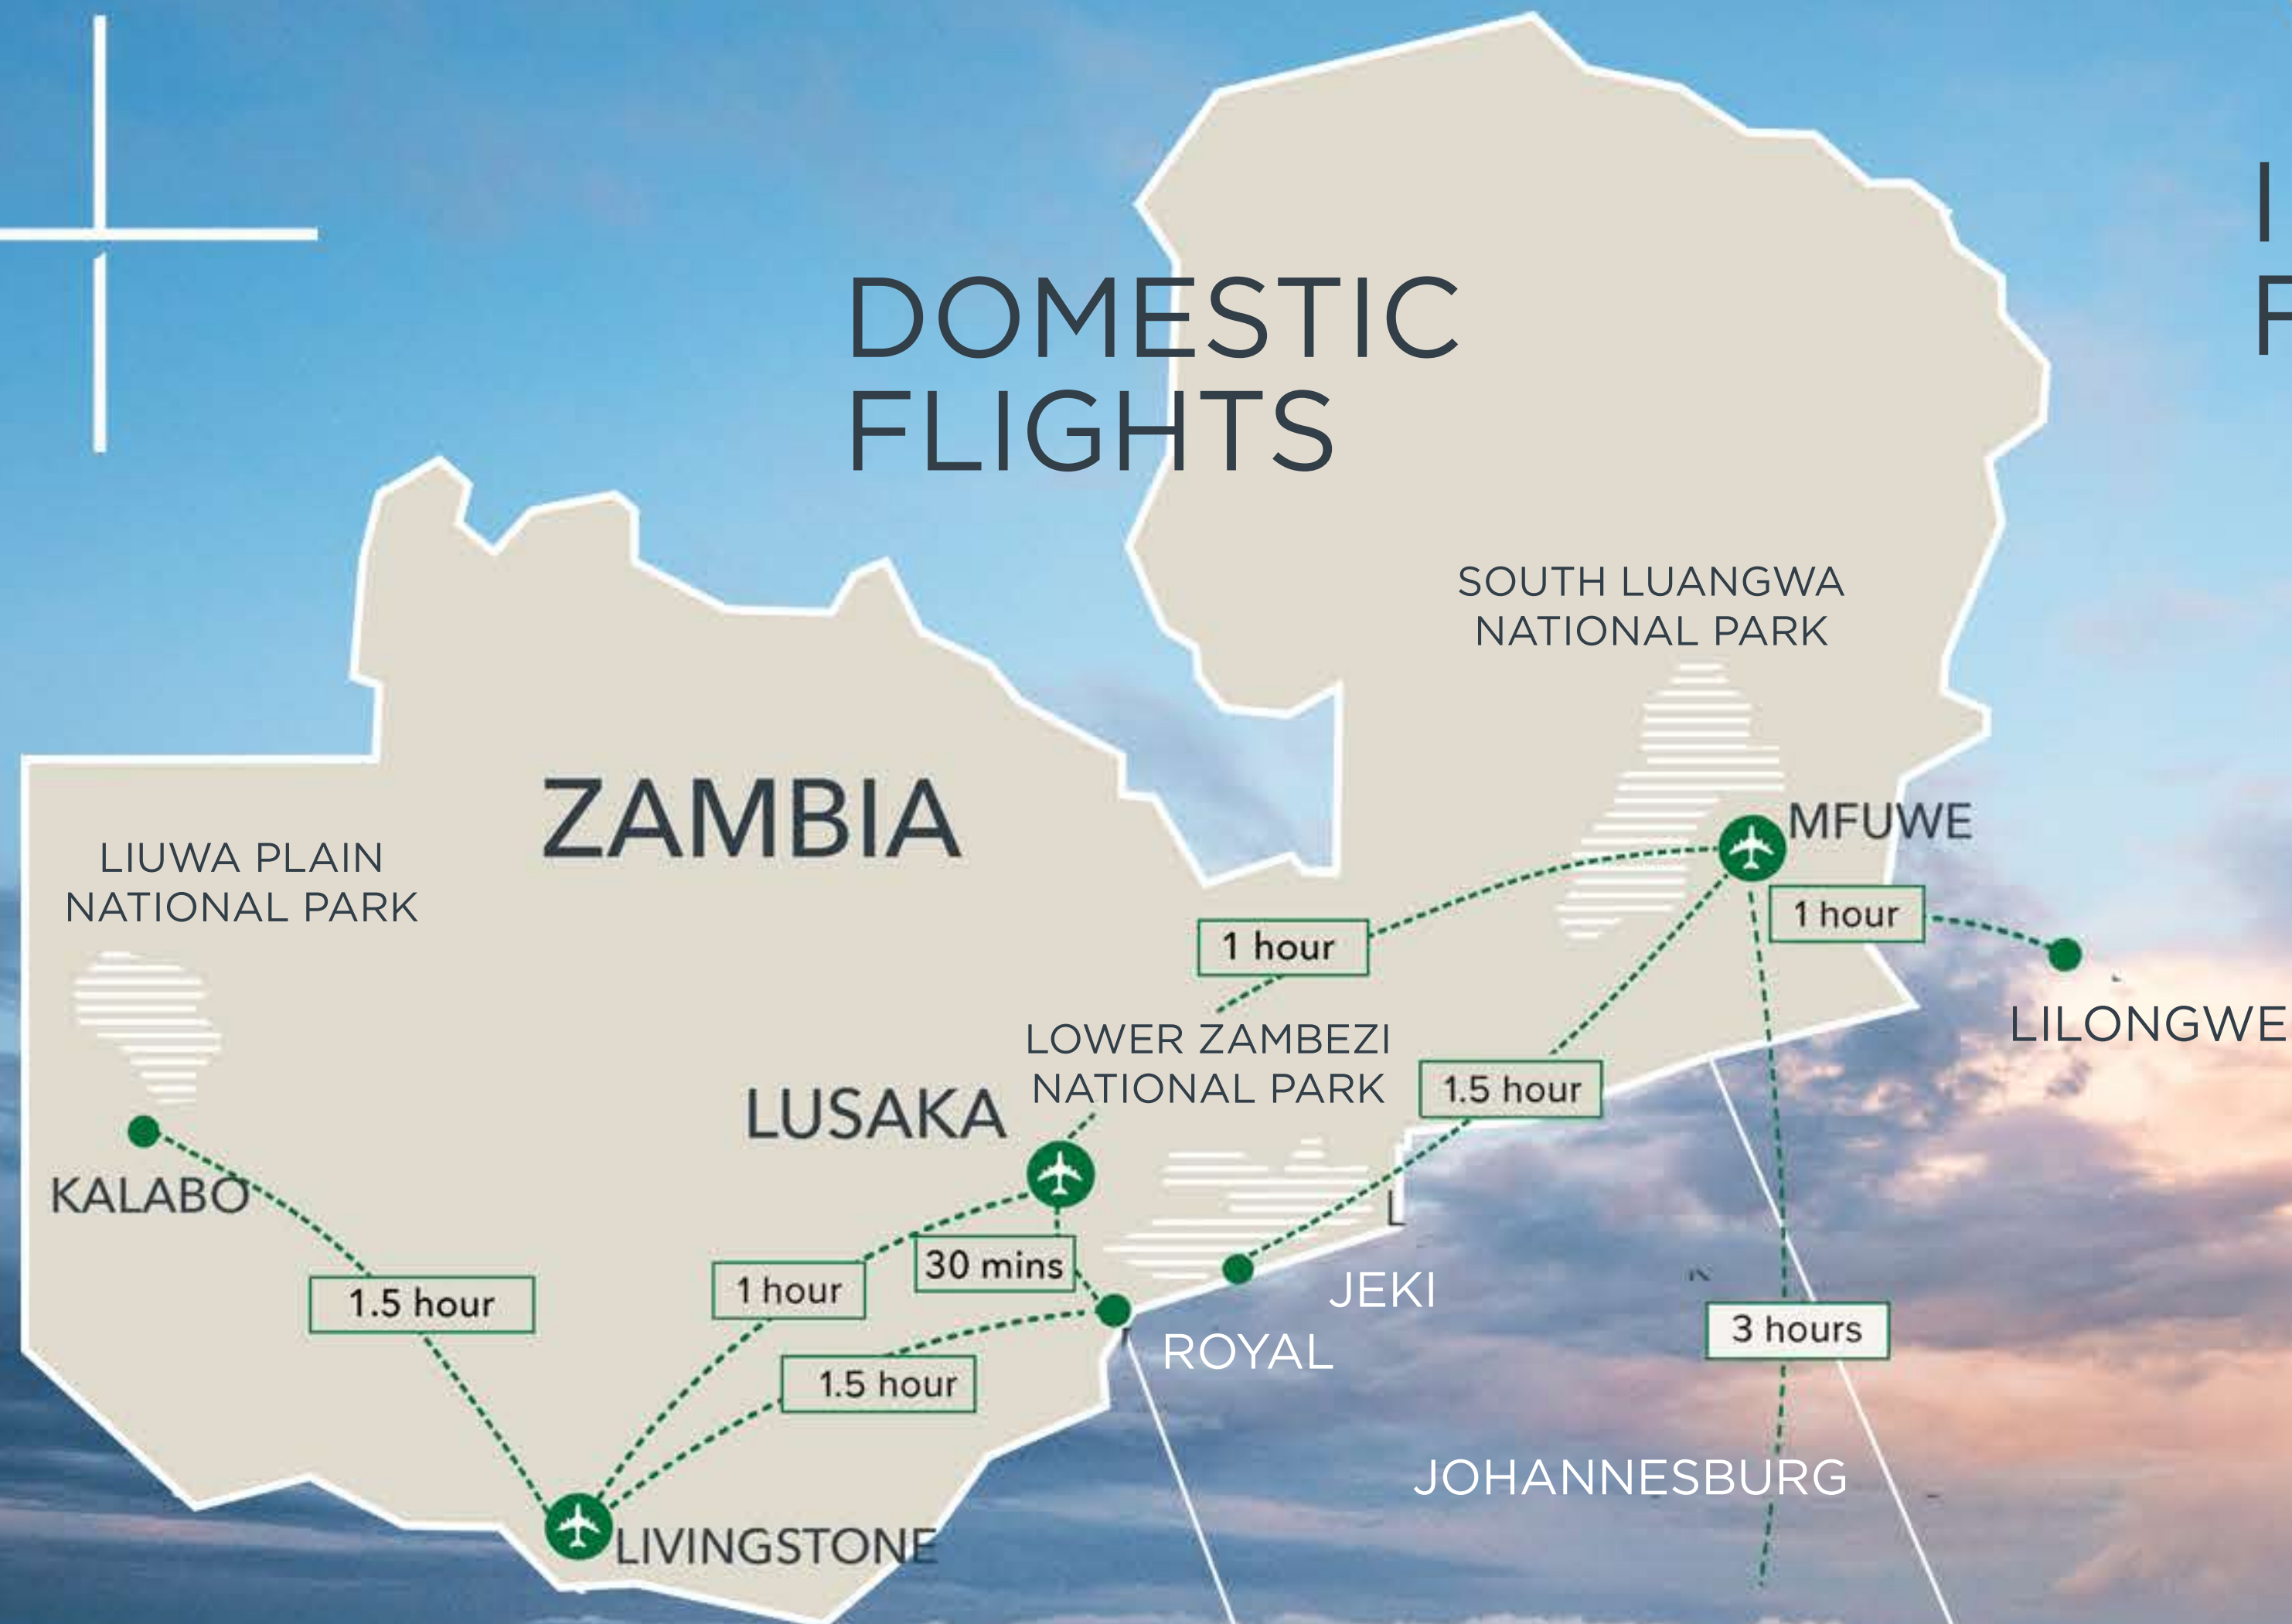 I
F
DOMESTIC
FLIGHTS
SOUTH LUANGWA
NATIONAL PARK
ZAMBIA
MFUWE
LIUWA PLAIN
NATIONAL PARK
1 hour
1 hour
LILONGWE
LOWER ZAMBEZI
NATIONAL PARK
1.5 hour
LUSAKA
KALABO
L
30 mins
1 hour
JEKI
1.5 hour
3 hours
ROYAL
1.5 hour
JOHANNESBURG
LIVINGSTONE